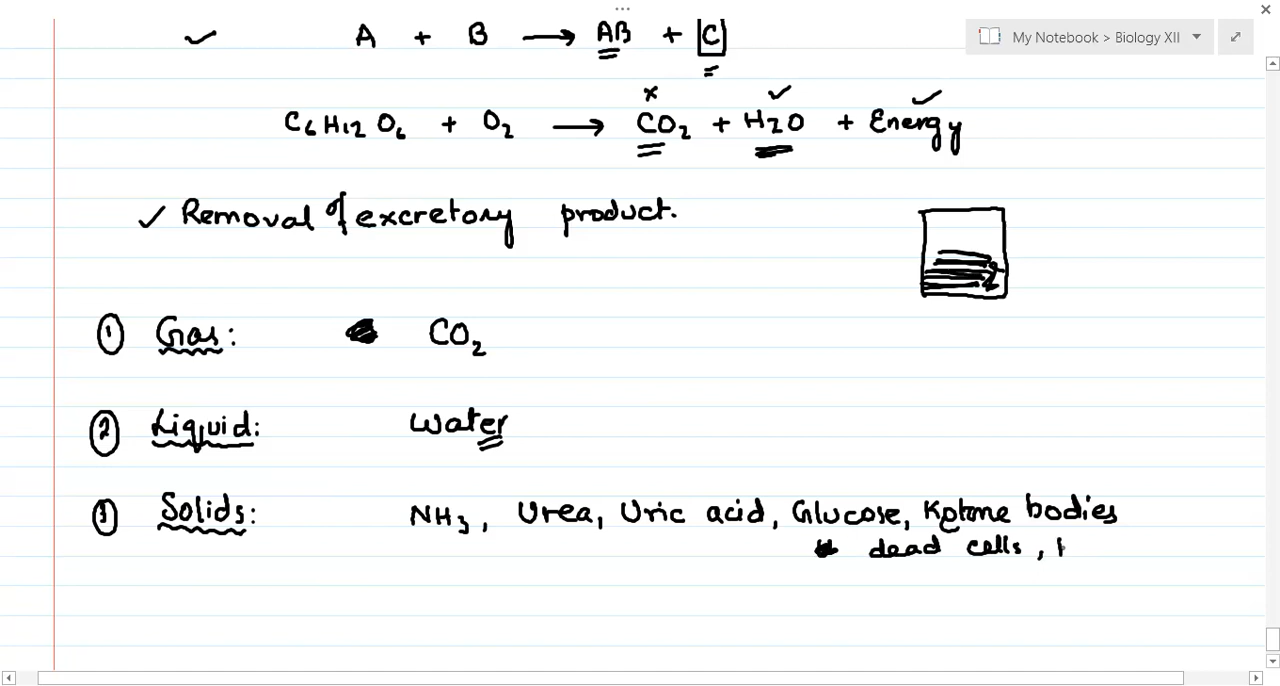 A + B → AB + C
My Notebook > Biology XII
C6H12O6 + O2 → CO2 + H2O + Energy
Removal of excretory product.
① Gas: CO2
② Liquid: Water
③ Solids: NH3, Urea, Uric acid, Glucose, Ketone bodies
dead cells,